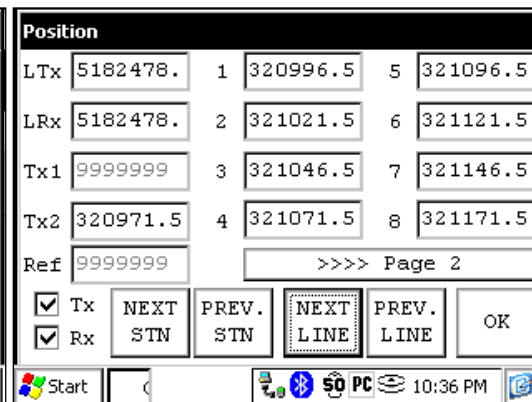 Position
LTx 5182478. 1 320996.5 5 321096.5
LRx 5182478. 2 321021.5 6 321121.5
Tx1 9999999 3 321046.5 7 321146.5
Tx2 320971.5 4 321071.5 8 321171.5
Ref 9999999 >>>> Page 2
Tx NEXT PREV. NEXT PREV. OK
Rx STN STN LINE LINE
Start PC 10:36 PM